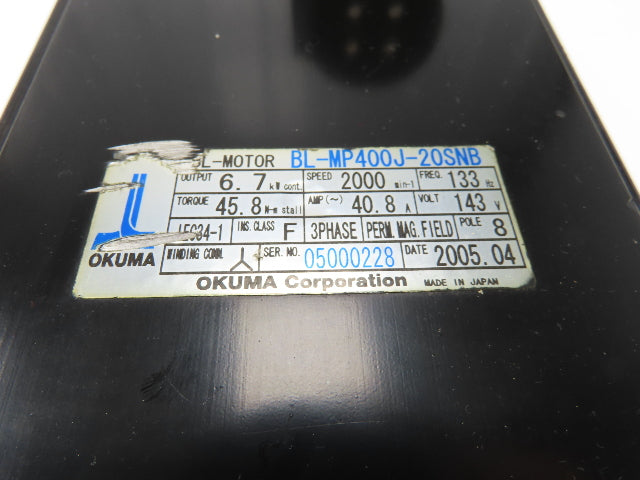 BL-MOTOR BL-MP400J-20SNB
OUTPUT 6.7 kW cont. SPEED 2000 min-1 FREQ. 133 Hz
TORQUE 45.8 N-m stall AMP(~) 40.8 A VOLT 143 V
IEC34-1 INS.CLASS F 3PHASE PERM.MAG.FIELD POLE 8
WINDING CONN. SER.NO. 05000228 DATE 2005.04
OKUMA
OKUMA Corporation MADE IN JAPAN